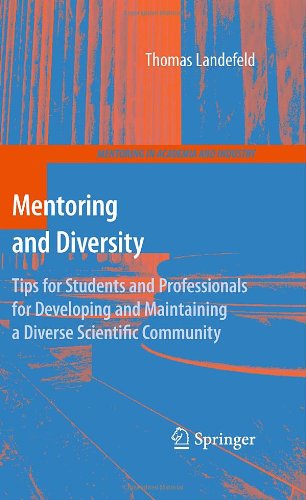 Thomas Landefeld
MENTORING IN ACADEMIA AND INDUSTRY
Mentoring
and Diversity
Tips for Students and Professionals
for Developing and Maintaining
a Diverse Scientific Community
Springer